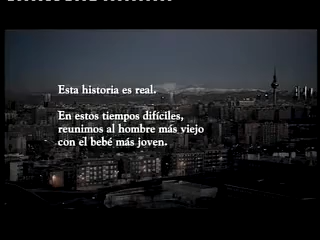 Esta historia es real.
En estos tiempos difíciles,
reunimos al hombre más viejo
con el bebé más joven.